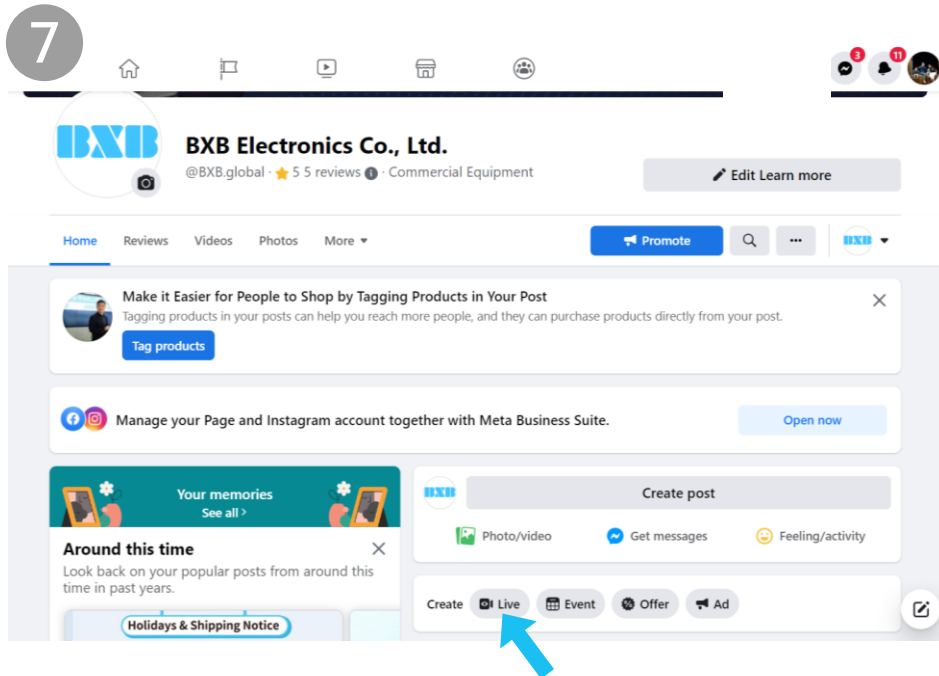 7
3
11
BXB
BXB Electronics Co., Ltd.
@BXB.global · 5 5 reviews · Commercial Equipment
Edit Learn more
Home Reviews Videos Photos More
Promote
BXB
Make it Easier for People to Shop by Tagging Products in Your Post
Tagging products in your posts can help you reach more people, and they can purchase products directly from your post.
Tag products
Manage your Page and Instagram account together with Meta Business Suite.
Open now
Your memories
See all
Around this time
Look back on your popular posts from around this
time in past years.
Holidays & Shipping Notice
BXB
Create post
Photo/video Get messages Feeling/activity
Create Live Event Offer Ad